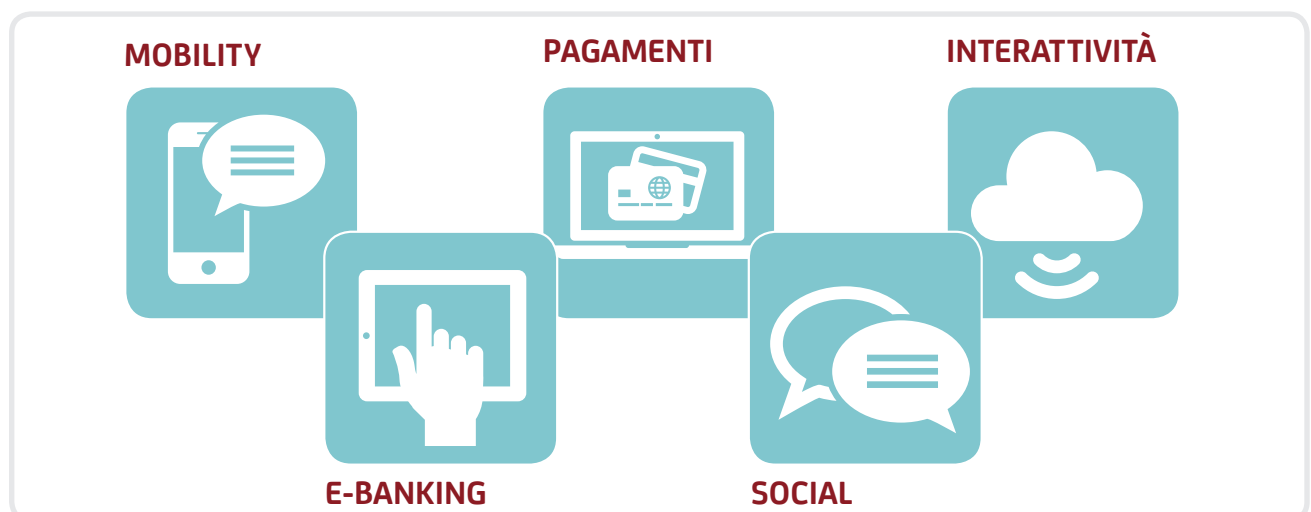 MOBILITY
PAGAMENTI
INTERATTIVITÀ
E-BANKING
SOCIAL